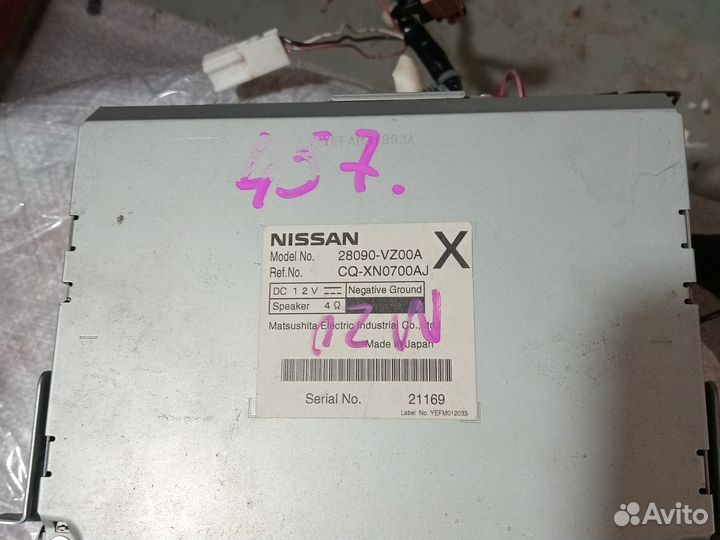 457.
NISSAN X
Model No. 28090-VZ00A
Ref.No. CQ-XN0700AJ
DC 12V Negative Ground
Speaker 4Ω
Matsushita Electric Industrial Co., Ltd.
Made in Japan
Serial No. 21169
Label No. YEFM012033
Avito